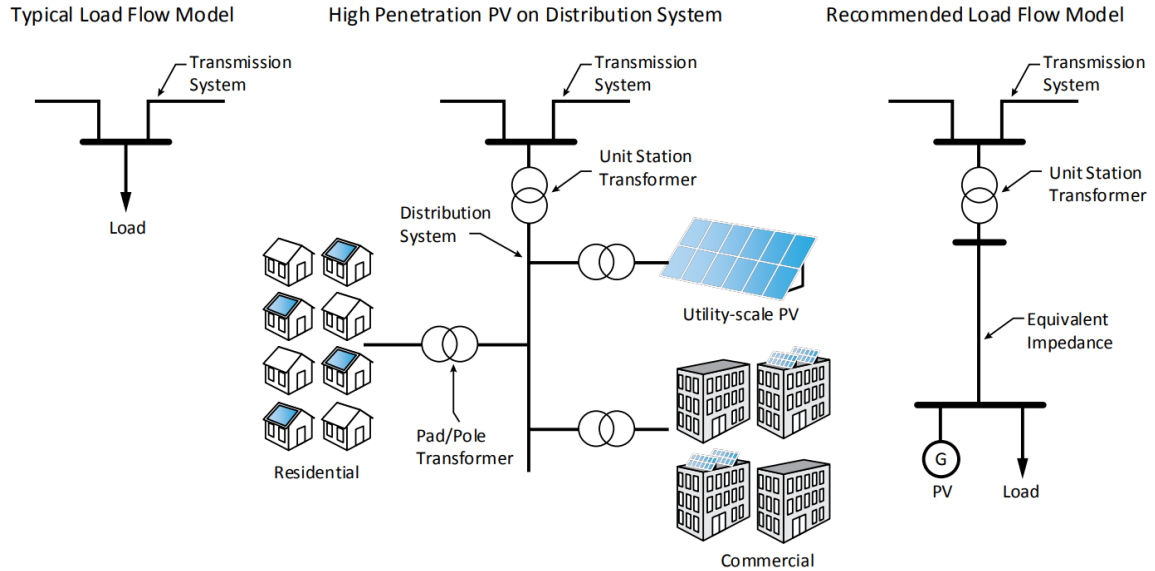 Typical Load Flow Model
Transmission
System
Load
High Penetration PV on Distribution System
Transmission
System
Unit Station
Transformer
Distribution
System
Utility-scale PV
Pad/Pole
Transformer
Residential
Commercial
Recommended Load Flow Model
Transmission
System
Unit Station
Transformer
Equivalent
Impedance
G
PV
Load